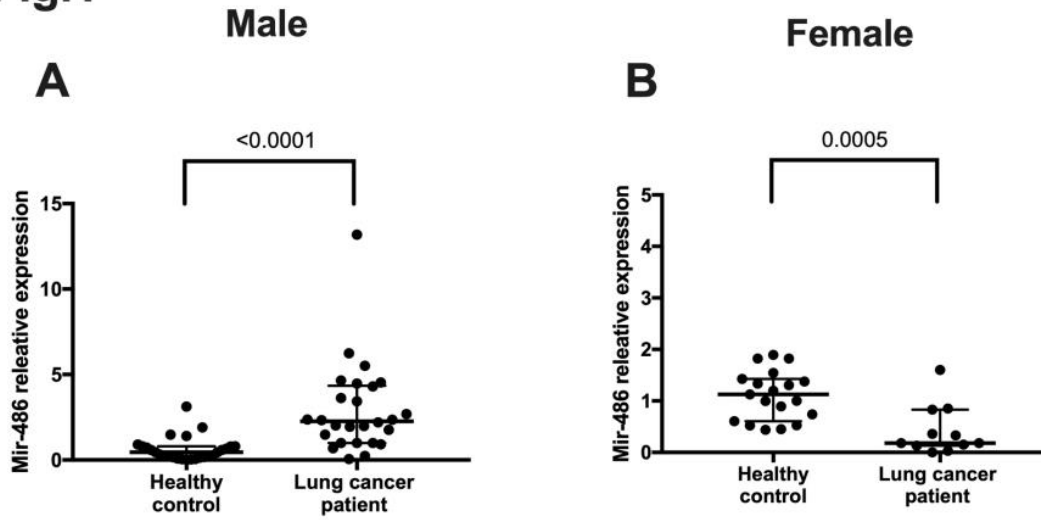 Male
Female
A
B
<0.0001
0.0005
Mir-486 releative expression
15
10
5
0
Healthy
control
Lung cancer
patient
Mir-486 releative expression
5
4
3
2
1
0
Healthy
control
Lung cancer
patient